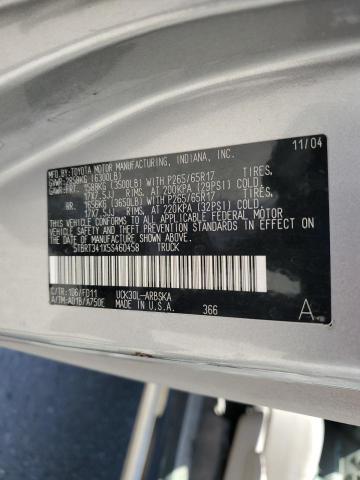 MFD.BY: TOYOTA MOTOR MANUFACTURING, INDIANA, INC. 11/04
GVWR 2858KG (6300LB)
GAWR FRT. 1588KG (3500LB) WITH P265/65R17 TIRES,
17X7.5JJ RIMS, AT 200KPA (29PSI) COLD
RR. 1656KG (3650LB) WITH P265/65R17 TIRES,
17X7.5JJ RIMS, AT 220KPA (32PSI) COLD
THIS VEHICLE CONFORMS TO ALL APPLICABLE FEDERAL MOTOR
VEHICLE SAFETY AND THEFT PREVENTION STANDARDS IN EFFECT
ON THE DATE OF MANUFACTURE SHOWN ABOVE.
5TBRT341X5S460458 TRUCK
C/TR: 1D6/FD11 UCK30L-ARBSKA
A/TM: A01B/A750E MADE IN U.S.A. 366 A